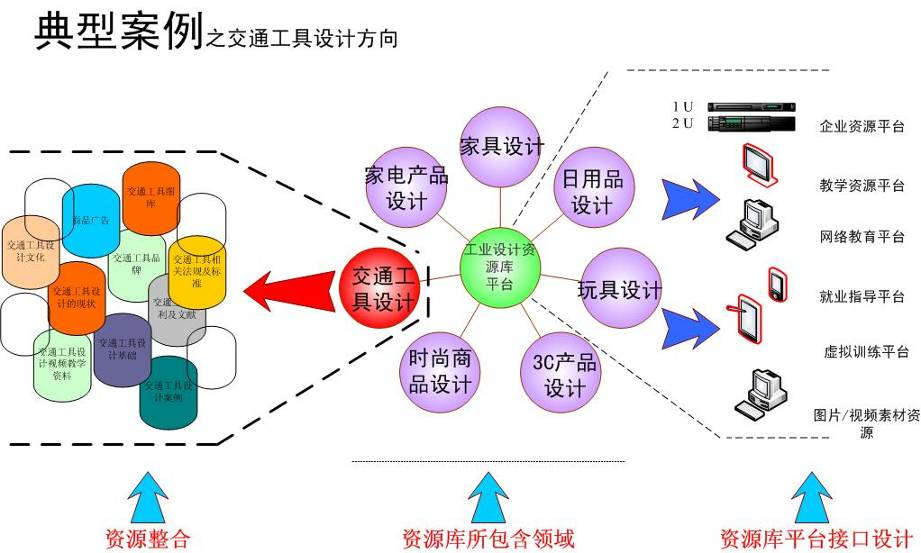 典型案例之交通工具设计方向
交通工具图
库
商品广告
交通工具设
计文化
交通工具品
牌
交通工具相
关法规及标
准
交通工具设
计的现状
交通
利及文献
交通工具设
计基础
交通工具设
计视频教学
资料
交通工具设
计案例
家具设计
家电产品
设计
日用品
设计
工业设计资
源库
平台
交通工
具设计
玩具设计
时尚商
品设计
3C产品
设计
1 U
2 U
企业资源平台
教学资源平台
网络教育平台
就业指导平台
虚拟训练平台
图片/视频素材资
源
资源整合
资源库所包含领域
资源库平台接口设计